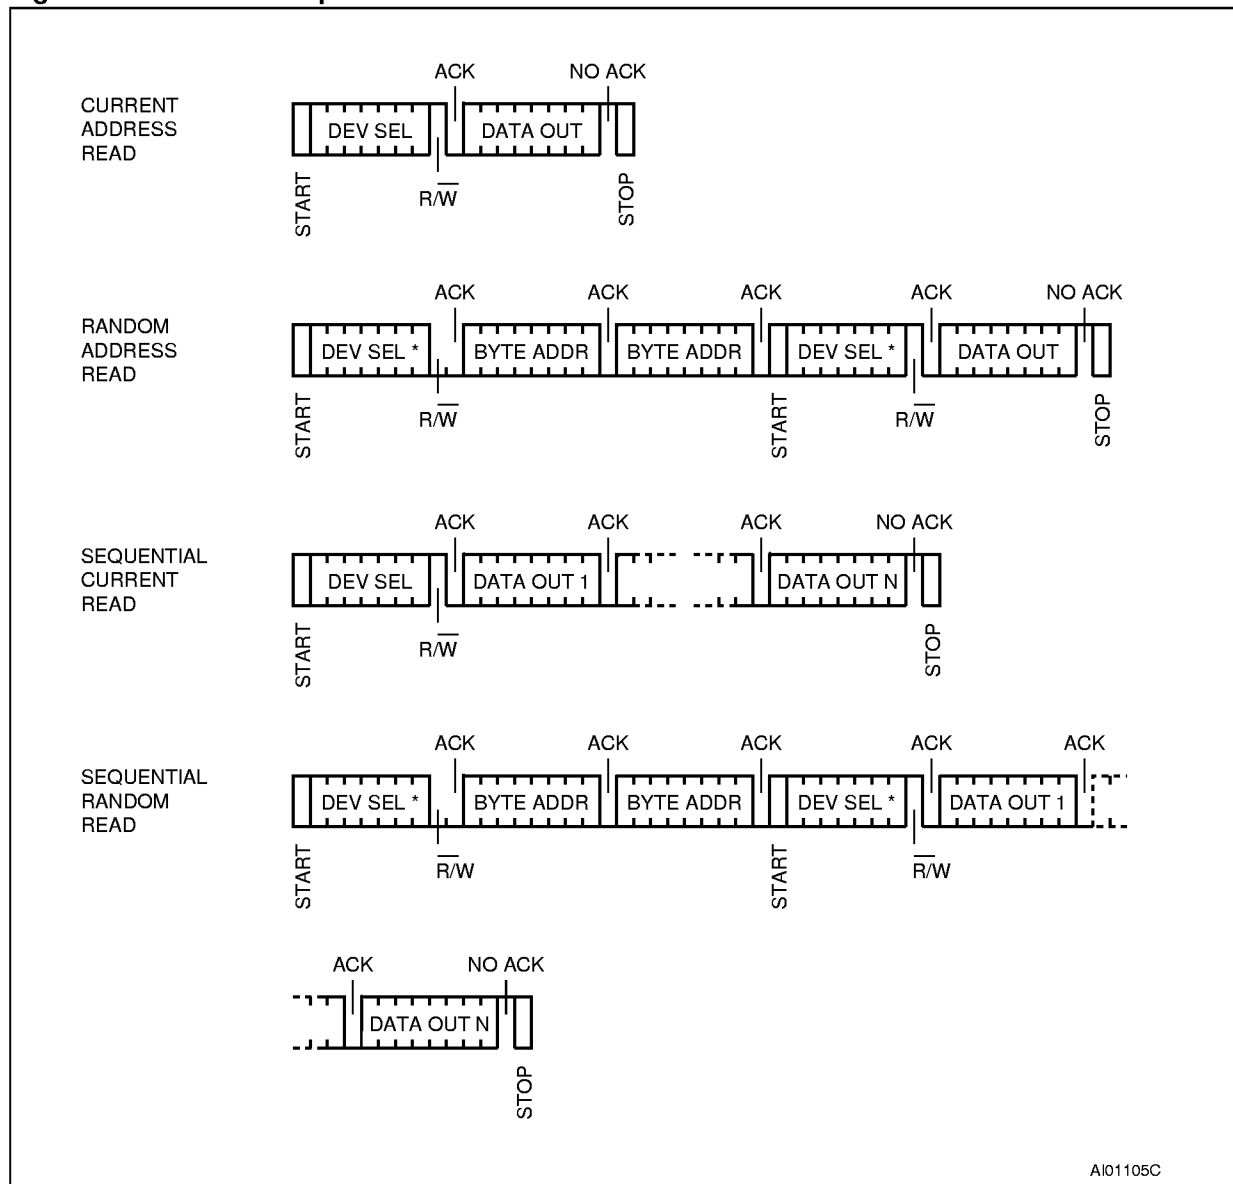 ACK NO ACK
CURRENT
ADDRESS
READ
DEV SEL DATA OUT
START R/W̅ STOP
ACK ACK ACK ACK NO ACK
RANDOM
ADDRESS
READ
DEV SEL * BYTE ADDR BYTE ADDR DEV SEL * DATA OUT
START R/W̅ START R/W̅ STOP
ACK ACK ACK NO ACK
SEQUENTIAL
CURRENT
READ
DEV SEL DATA OUT 1 DATA OUT N
START R/W̅ STOP
ACK ACK ACK ACK ACK
SEQUENTIAL
RANDOM
READ
DEV SEL * BYTE ADDR BYTE ADDR DEV SEL * DATA OUT 1
START R̅/W START R̅/W
ACK NO ACK
DATA OUT N
STOP
AI01105C